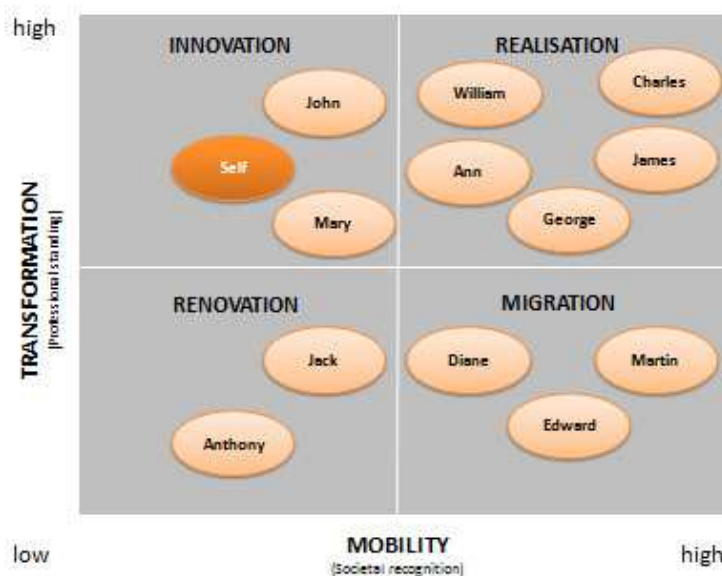 high
INNOVATION
REALISATION
John
William
Charles
Self
Ann
James
Mary
George
TRANSFORMATION
(Professional standing)
RENOVATION
MIGRATION
Jack
Diane
Martin
Anthony
Edward
low
MOBILITY
(Societal recognition)
high